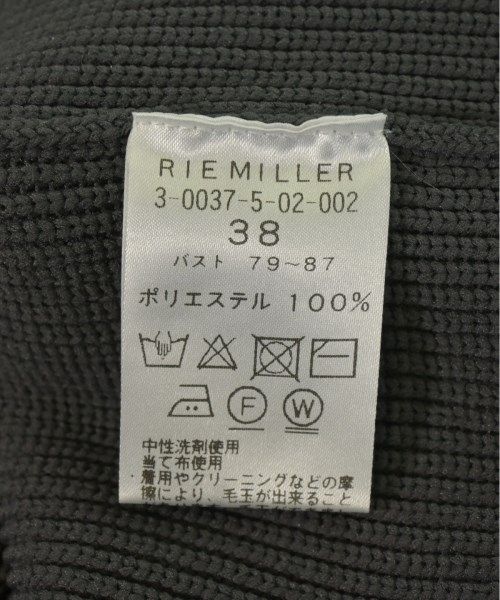 RIE MILLER
3-0037-5-02-002
38
バスト 79~87
ポリエステル 100%
F W
中性洗剤使用
当て布使用
着用やクリーニングなどの摩
擦により、毛玉が出来ること